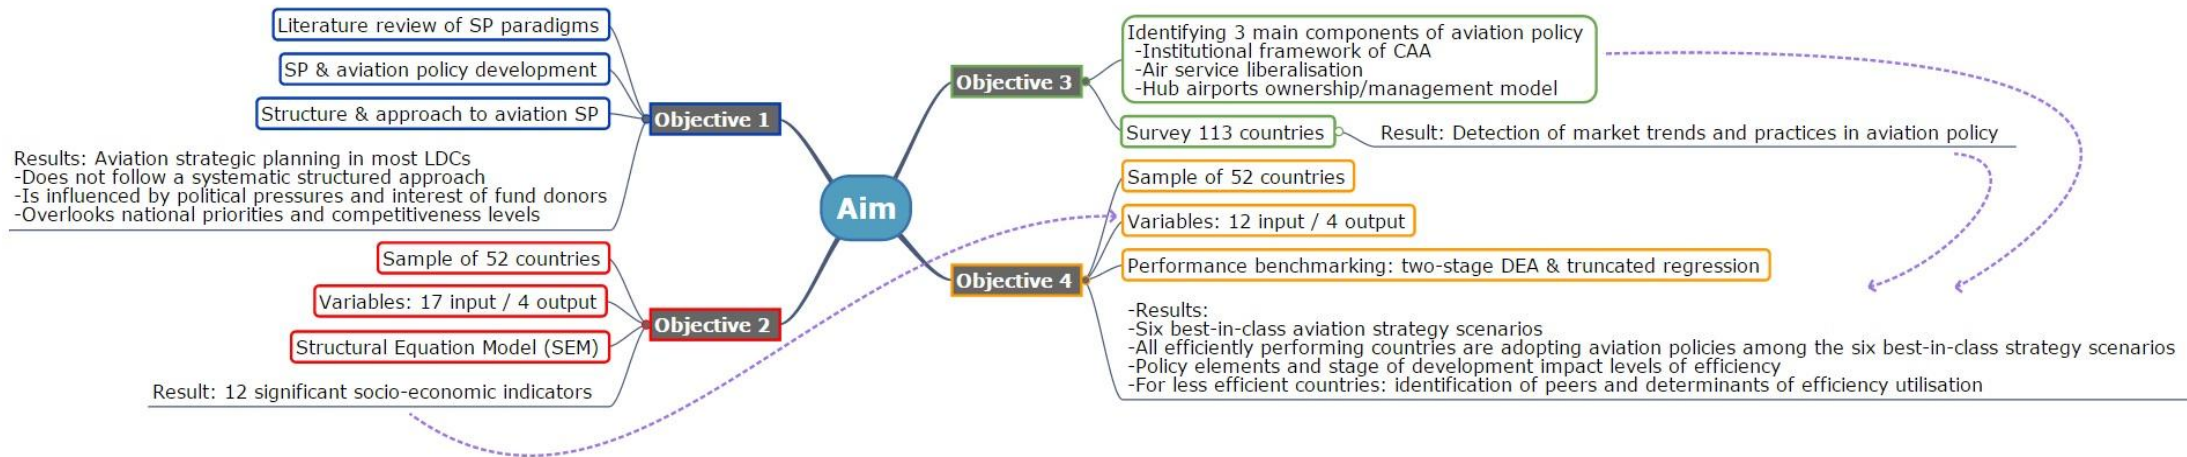 Literature review of SP paradigms
SP & aviation policy development
Structure & approach to aviation SP
Objective 1
Results: Aviation strategic planning in most LDCs
-Does not follow a systematic structured approach
-Is influenced by political pressures and interest of fund donors
-Overlooks national priorities and competitiveness levels
Sample of 52 countries
Variables: 17 input / 4 output
Objective 2
Structural Equation Model (SEM)
Result: 12 significant socio-economic indicators
Aim
Identifying 3 main components of aviation policy
-Institutional framework of CAA
-Air service liberalisation
-Hub airports ownership/management model
Objective 3
Survey 113 countries
Result: Detection of market trends and practices in aviation policy
Sample of 52 countries
Variables: 12 input / 4 output
Performance benchmarking: two-stage DEA & truncated regression
Objective 4
-Results:
-Six best-in-class aviation strategy scenarios
-All efficiently performing countries are adopting aviation policies among the six best-in-class strategy scenarios
-Policy elements and stage of development impact levels of efficiency
-For less efficient countries: identification of peers and determinants of efficiency utilisation